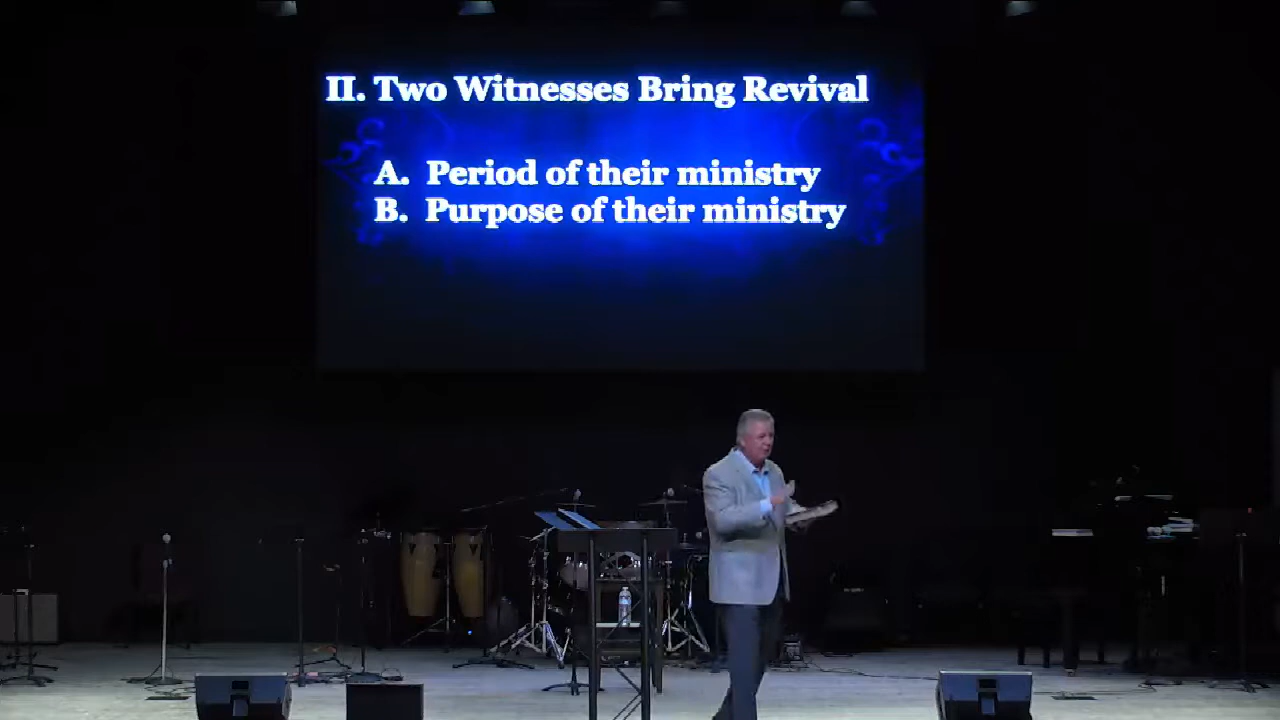 II. Two Witnesses Bring Revival
A. Period of their ministry
B. Purpose of their ministry